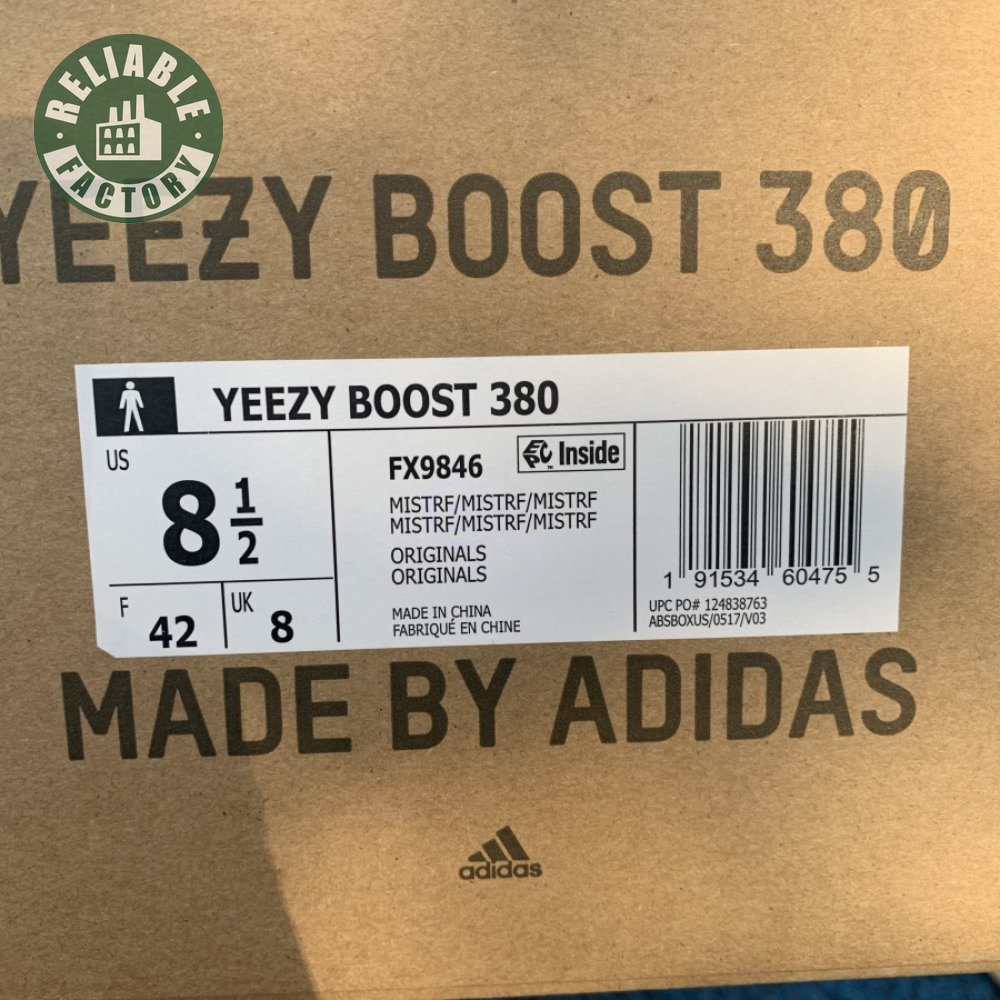 RELIABLE
FACTORY
YEEZY BOOST 380
YEEZY BOOST 380
US
8 1/2
F
42
UK
8
FX9846
EPC Inside
MISTRF/MISTRF/MISTRF
MISTRF/MISTRF/MISTRF
ORIGINALS
ORIGINALS
MADE IN CHINA
FABRIQUÉ EN CHINE
1 91534 60475 5
UPC PO# 124838763
ABSBOXUS/0517/V03
MADE BY ADIDAS
adidas